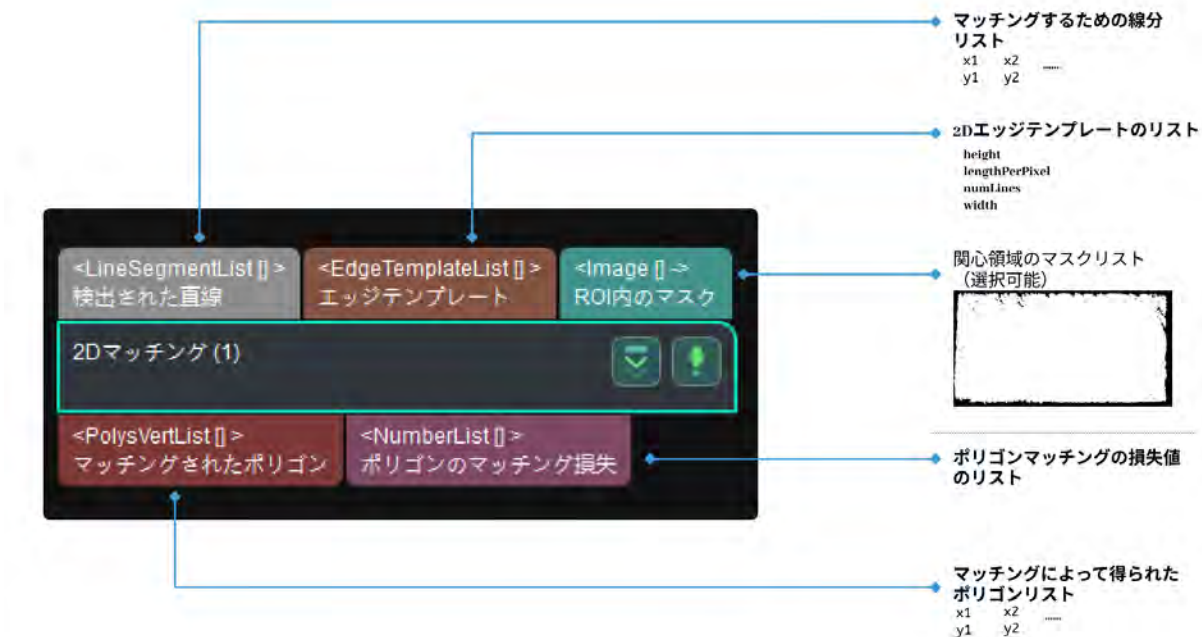 マッチングするための線分
リスト
x1 x2 ......
y1 y2
2Dエッジテンプレートのリスト
height
lengthPerPixel
numLines
width
<LineSegmentList [] >
検出された直線
<EdgeTemplateList [] >
エッジテンプレート
<Image [] ->
ROI内のマスク
関心領域のマスクリスト
（選択可能）
2Dマッチング (1)
<PolysVertList [] >
マッチングされたポリゴン
<NumberList [] >
ポリゴンのマッチング損失
ポリゴンマッチングの損失値
のリスト
マッチングによって得られた
ポリゴンリスト
x1 x2 ......
y1 y2